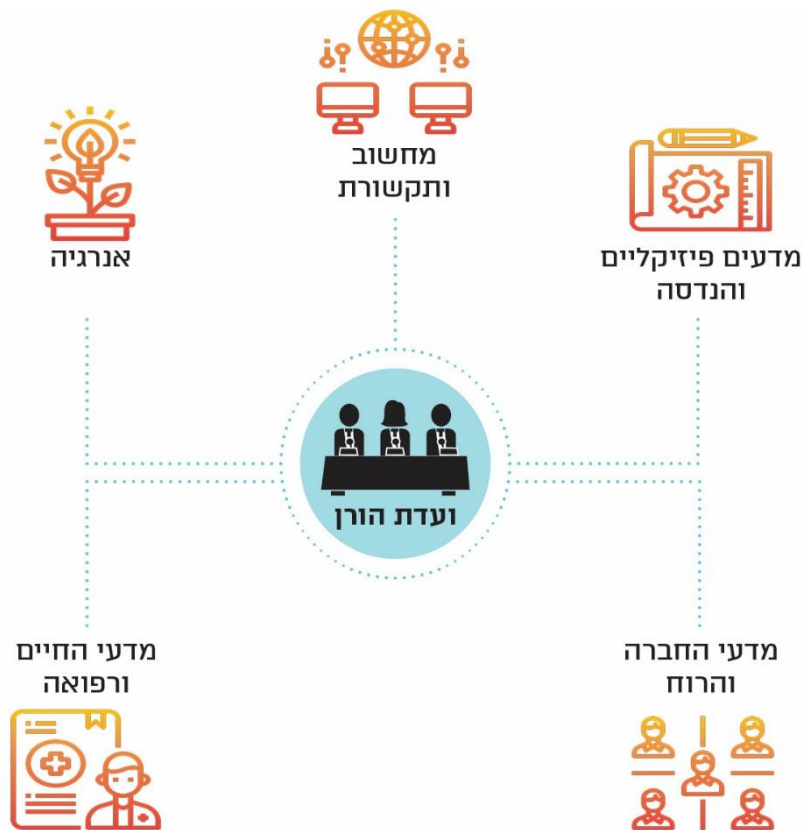 מחשוב
ותקשורת
מדעים פיזיקליים
והנדסה
אנרגיה
ועדת הורן
מדעי החברה
והרוח
מדעי החיים
ורפואה